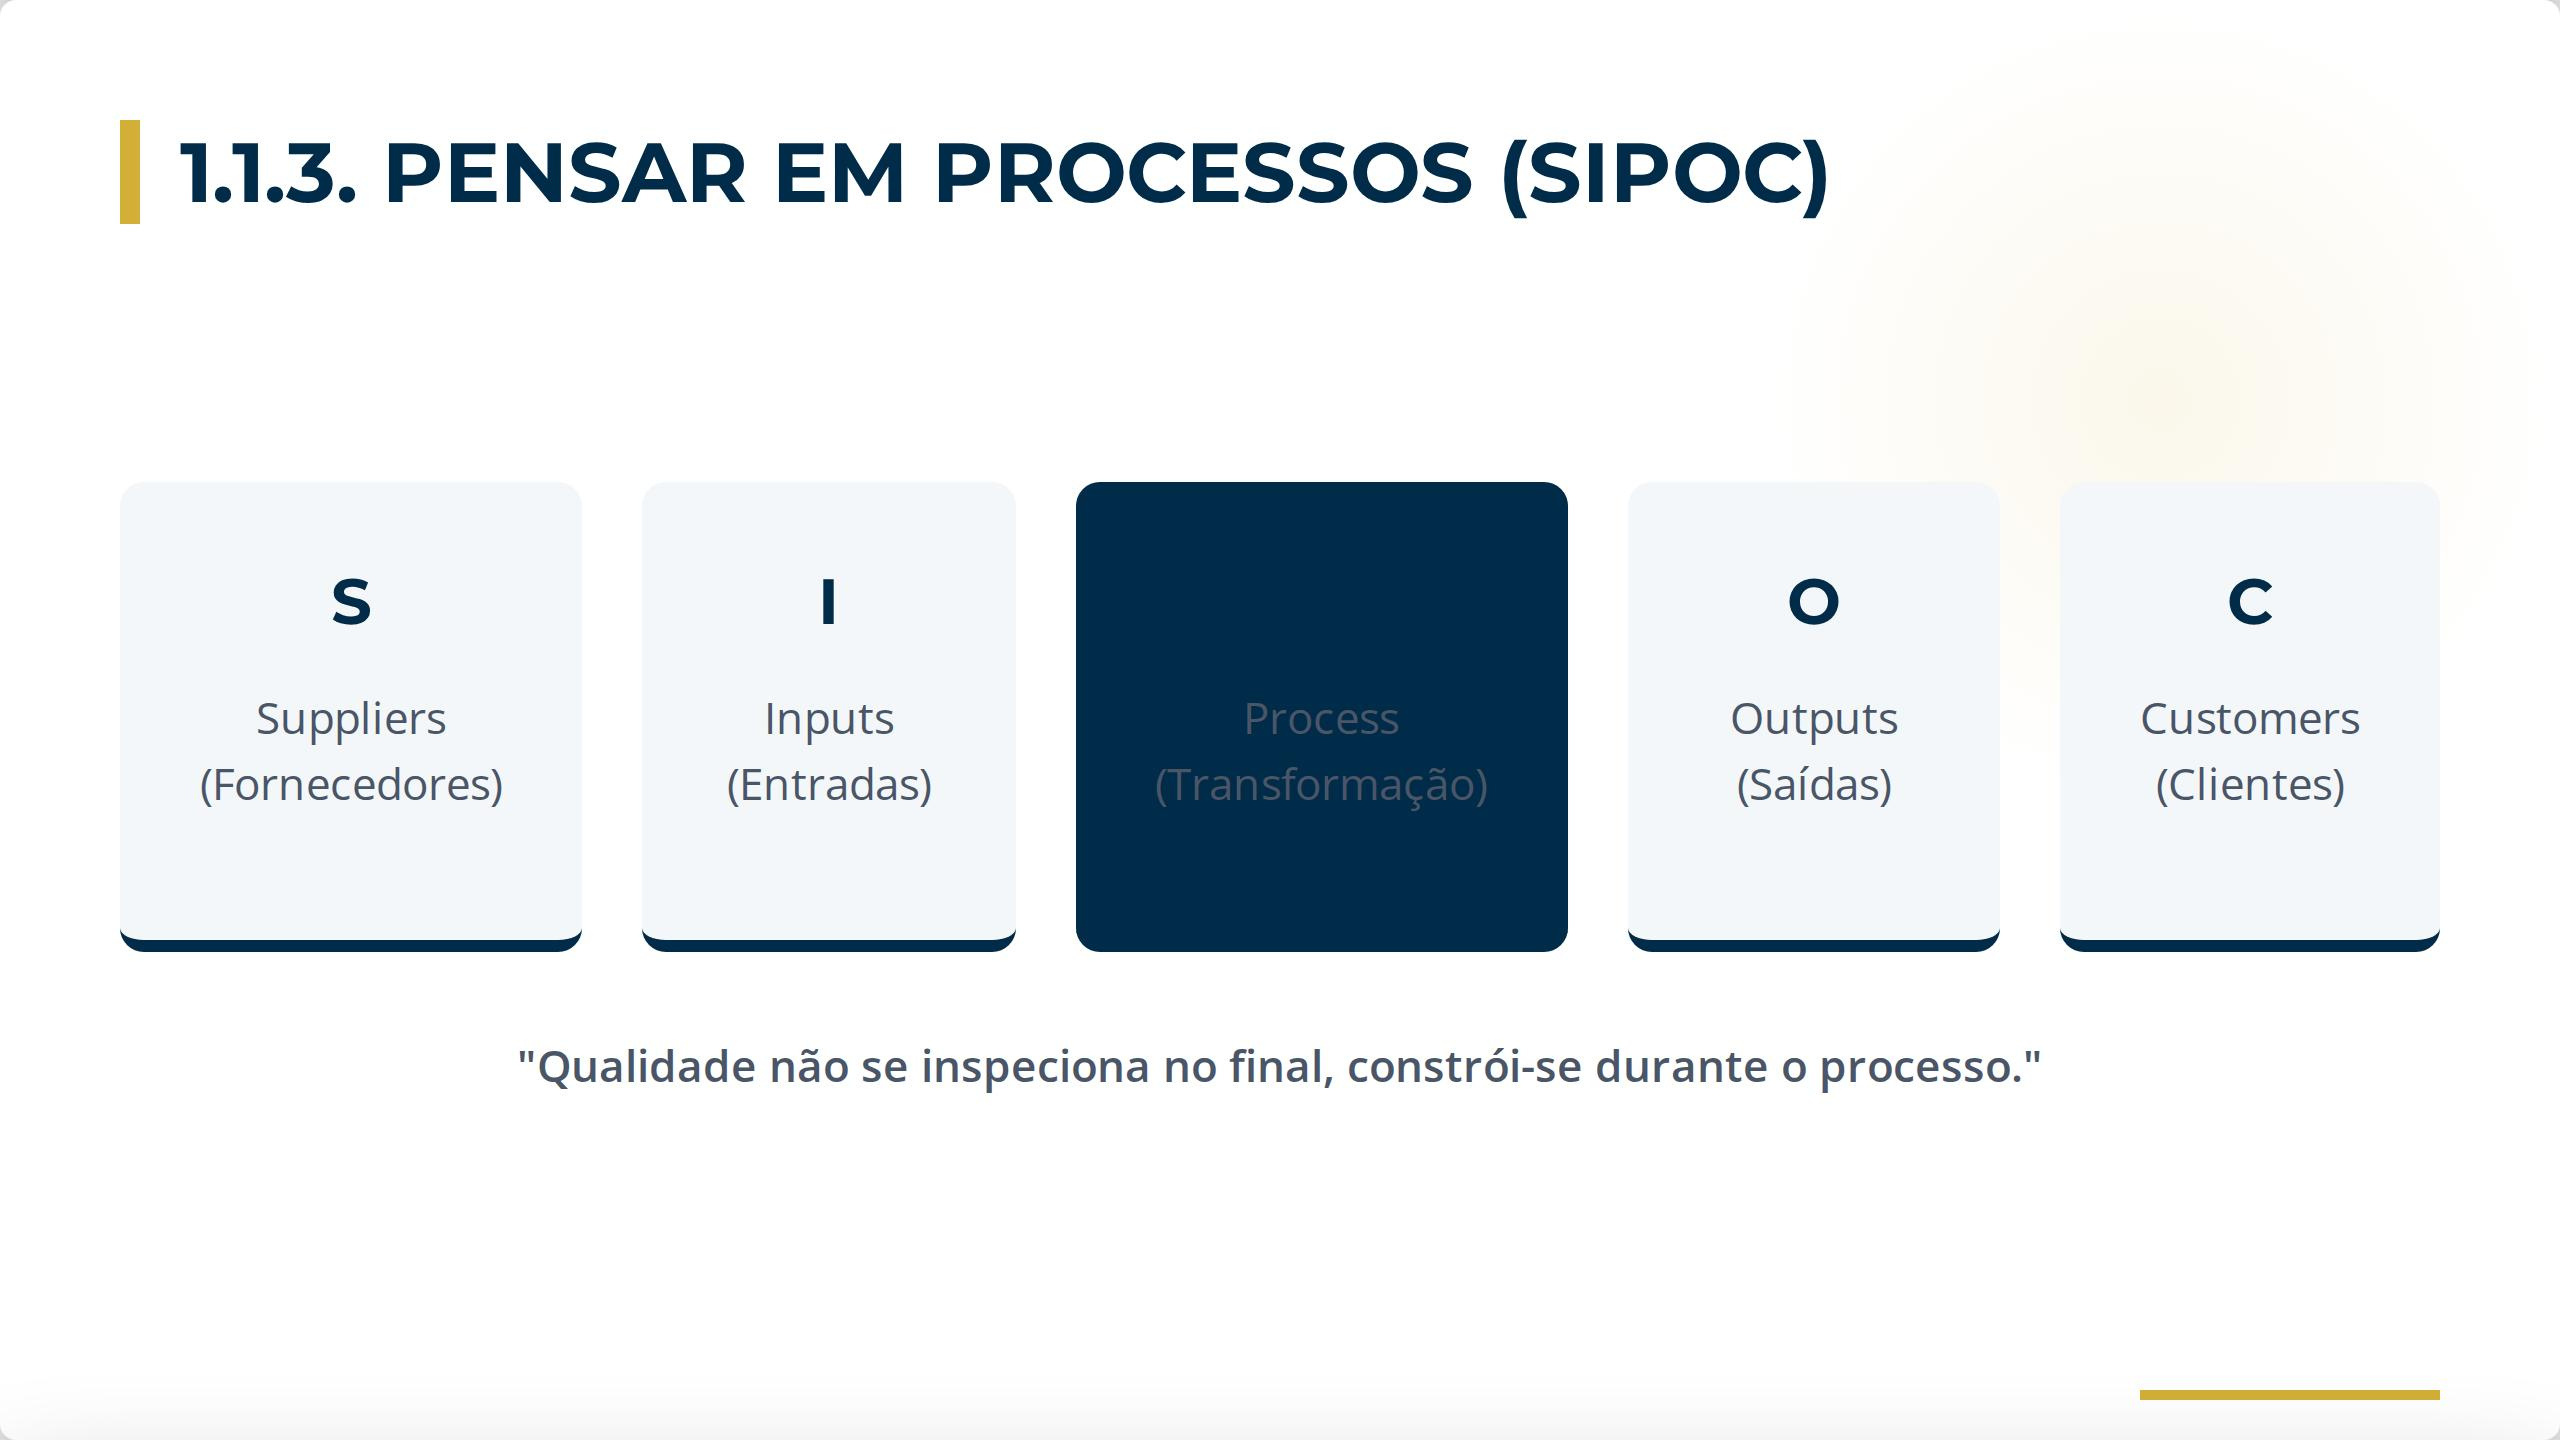 1.1.3. PENSAR EM PROCESSOS (SIPOC)
S
Suppliers
(Fornecedores)
I
Inputs
(Entradas)
Process
(Transformação)
O
Outputs
(Saídas)
C
Customers
(Clientes)
"Qualidade não se inspeciona no final, constrói-se durante o processo."